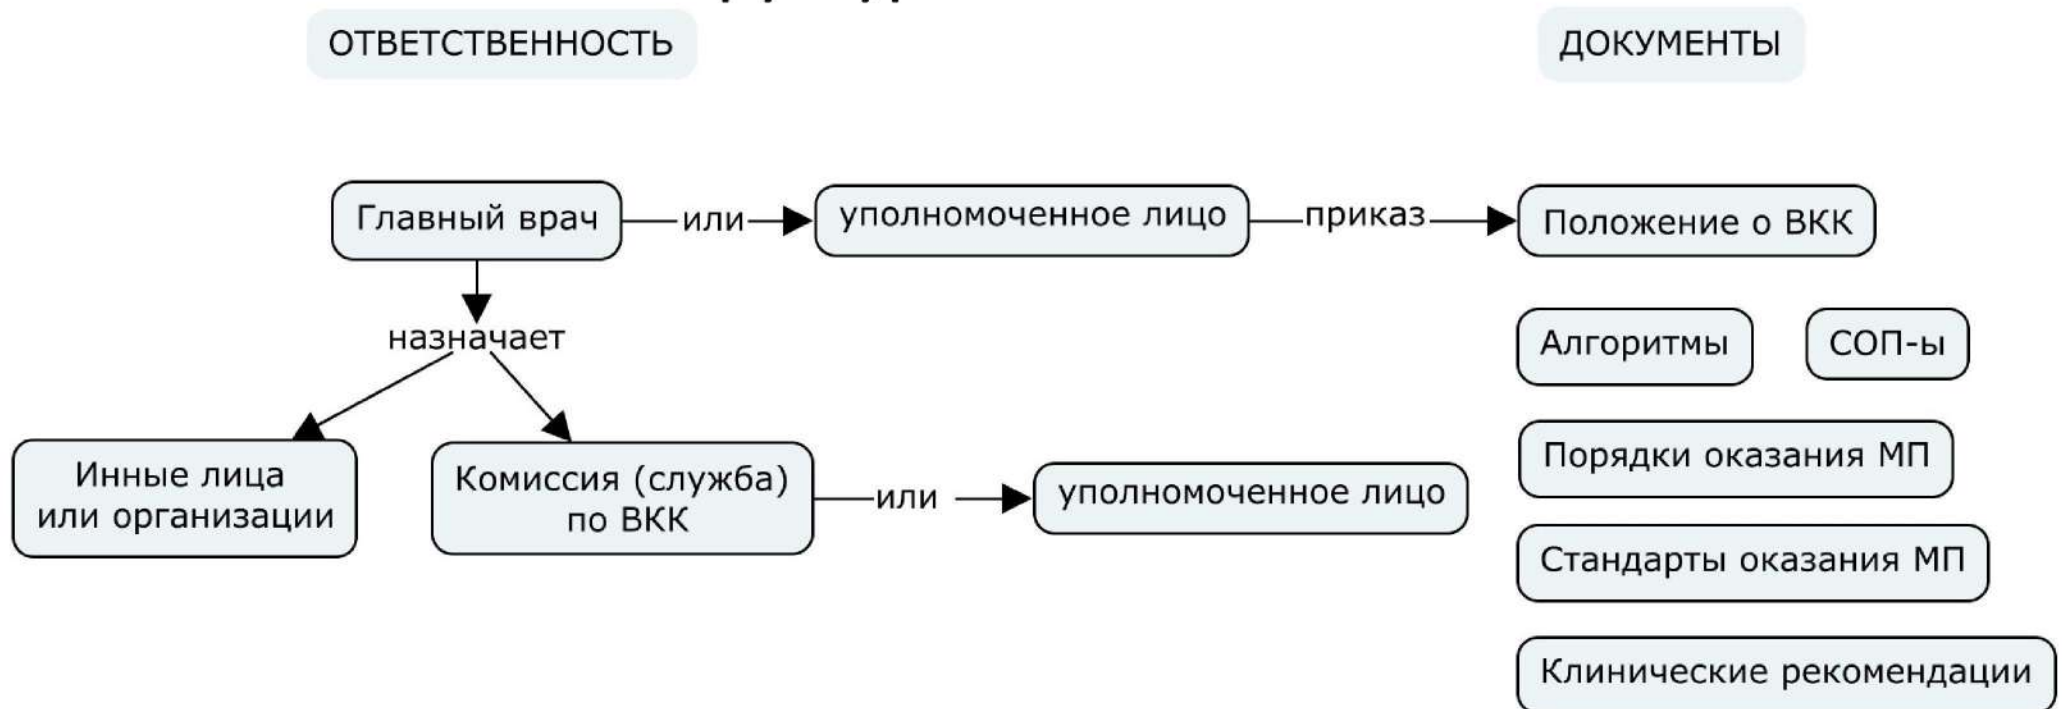 ОТВЕТСТВЕННОСТЬ
ДОКУМЕНТЫ
Главный врач
или
уполномоченное лицо
приказ
Положение о ВКК
назначает
Алгоритмы
СОП-ы
Инные лица
или организации
Комиссия (служба)
по ВКК
или
уполномоченное лицо
Порядки оказания МП
Стандарты оказания МП
Клинические рекомендации